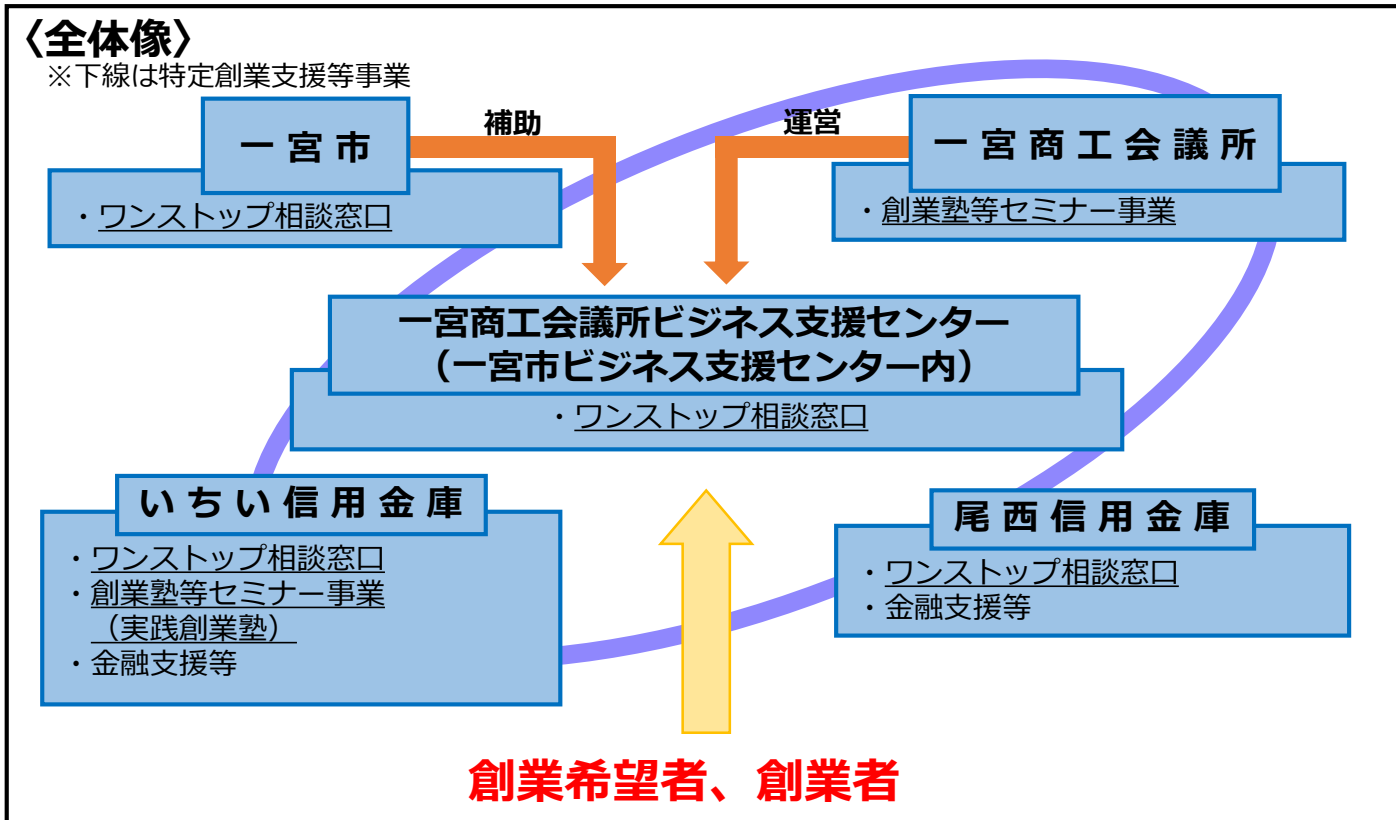 〈全体像〉
※下線は特定創業支援等事業
一宮市
・ワンストップ相談窓口
補助
運営
一宮商工会議所
・創業塾等セミナー事業
一宮商工会議所ビジネス支援センター
(一宮市ビジネス支援センター内)
・ワンストップ相談窓口
いちい信用金庫
・ワンストップ相談窓口
・創業塾等セミナー事業
(実践創業塾)
・金融支援等
尾西信用金庫
・ワンストップ相談窓口
・金融支援等
創業希望者、創業者